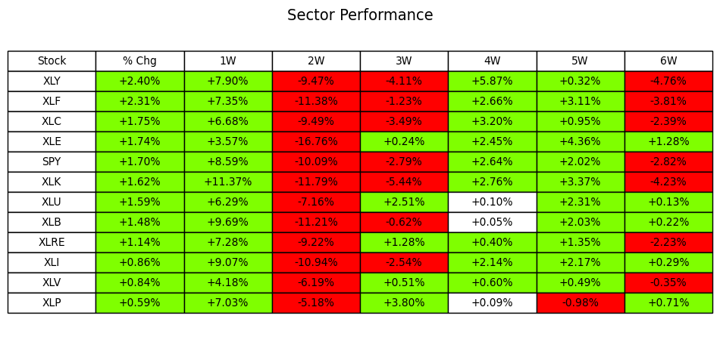 Sector Performance
Stock % Chg 1W 2W 3W 4W 5W 6W
XLY +2.40% +7.90% -9.47% -4.11% +5.87% +0.32% -4.76%
XLF +2.31% +7.35% -11.38% -1.23% +2.66% +3.11% -3.81%
XLC +1.75% +6.68% -9.49% -3.49% +3.20% +0.95% -2.39%
XLE +1.74% +3.57% -16.76% +0.24% +2.45% +4.36% +1.28%
SPY +1.70% +8.59% -10.09% -2.79% +2.64% +2.02% -2.82%
XLK +1.62% +11.37% -11.79% -5.44% +2.76% +3.37% -4.23%
XLU +1.59% +6.29% -7.16% +2.51% +0.10% +2.31% +0.13%
XLB +1.48% +9.69% -11.21% -0.62% +0.05% +2.03% +0.22%
XLRE +1.14% +7.28% -9.22% +1.28% +0.40% +1.35% -2.23%
XLI +0.86% +9.07% -10.94% -2.54% +2.14% +2.17% +0.29%
XLV +0.84% +4.18% -6.19% +0.51% +0.60% +0.49% -0.35%
XLP +0.59% +7.03% -5.18% +3.80% +0.09% -0.98% +0.71%